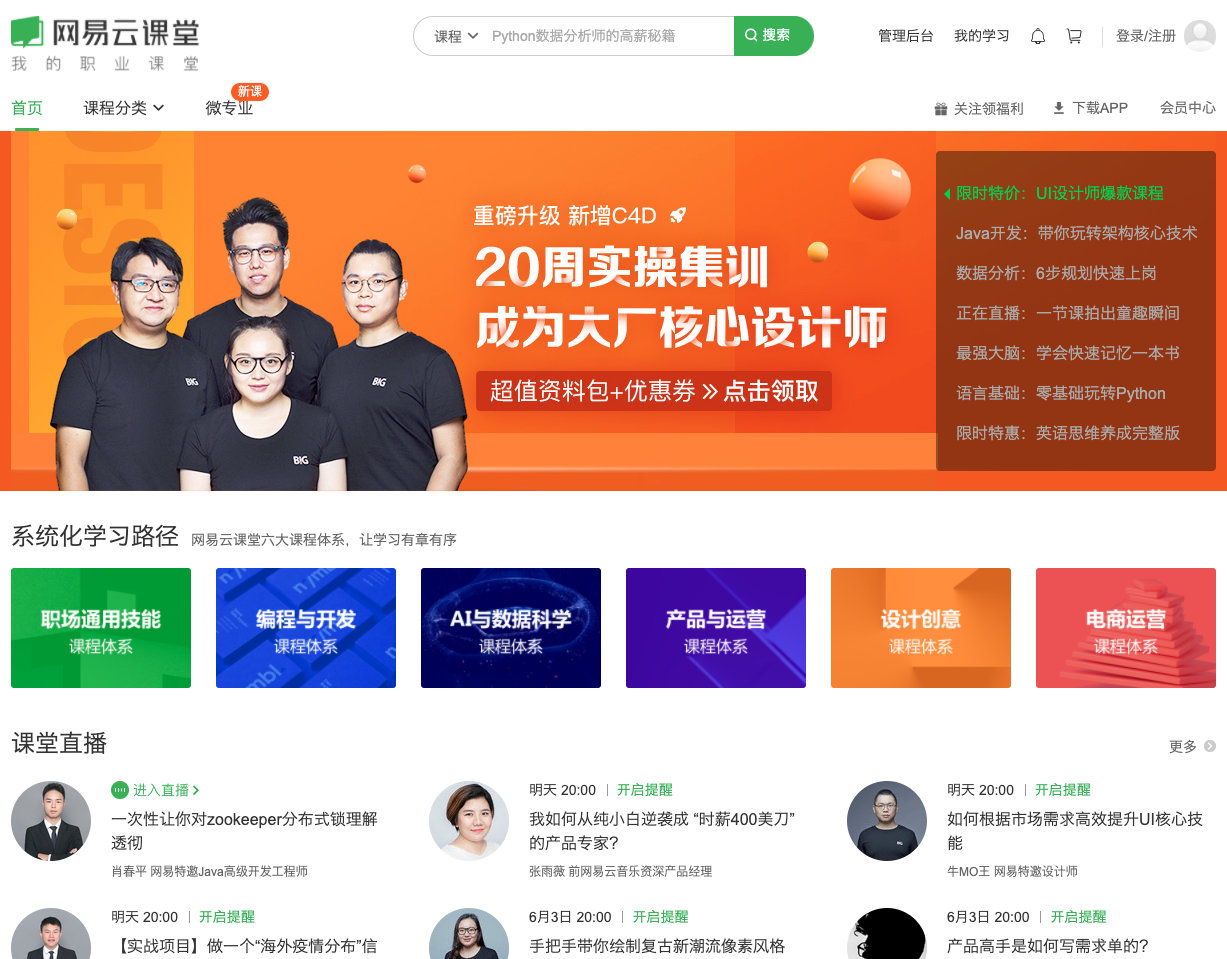 网易云课堂
我的职业课堂
课程
Python数据分析师的高薪秘籍
搜索
管理后台
我的学习
登录/注册
首页
课程分类
微专业
新课
关注领福利
下载APP
会员中心
DESIG
重磅升级 新增C4D
20周实操集训
成为大厂核心设计师
超值资料包+优惠券 点击领取
BIG
BIG
BIG
限时特价：UI设计师爆款课程
Java开发：带你玩转架构核心技术
数据分析：6步规划快速上岗
正在直播：一节课拍出童趣瞬间
最强大脑：学会快速记忆一本书
语言基础：零基础玩转Python
限时特惠：英语思维养成完整版
系统化学习路径
网易云课堂六大课程体系，让学习有章有序
职场通用技能
课程体系
编程与开发
课程体系
AI与数据科学
课程体系
产品与运营
课程体系
设计创意
课程体系
电商运营
课程体系
课堂直播
更多
进入直播
一次性让你对zookeeper分布式锁理解
透彻
肖春平 网易特邀Java高级开发工程师
明天 20:00
开启提醒
我如何从纯小白逆袭成 “时薪400美刀”
的产品专家?
张雨薇 前网易云音乐资深产品经理
明天 20:00
开启提醒
如何根据市场需求高效提升UI核心技
能
牛MO王 网易特邀设计师
明天 20:00
开启提醒
【实战项目】做一个“海外疫情分布”信
6月3日 20:00
开启提醒
手把手带你绘制复古新潮流像素风格
6月3日 20:00
开启提醒
产品高手是如何写需求单的?